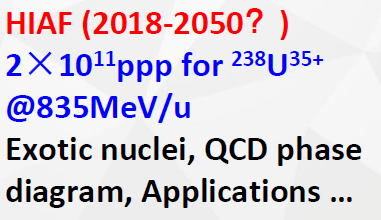 HIAF (2018-2050？)
2×10¹¹ppp for ²³⁸U³⁵⁺
@835MeV/u
Exotic nuclei, QCD phase
diagram, Applications ...